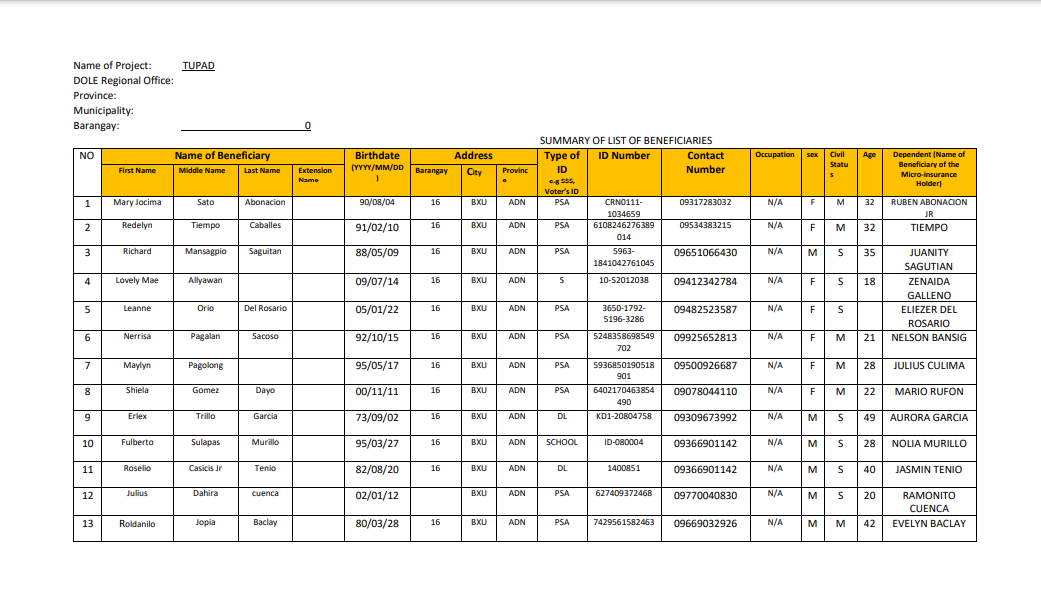 Name of Project: TUPAD
DOLE Regional Office:
Province:
Municipality:
Barangay: 0
SUMMARY OF LIST OF BENEFICIARIES
NO Name of Beneficiary Birthdate (YYYY/MM/DD) Address Type of ID e.g SSS, Voter's ID ID Number Contact Number Occupation sex Civil Status Age Dependent (Name of Beneficiary of the Micro-insurance Holder)
First Name Middle Name Last Name Extension Name Barangay City Province
1 Mary Jocima Sato Abonacion 90/08/04 16 BXU ADN PSA CRN0111-1034659 09317283032 N/A F M 32 RUBEN ABONACION JR
2 Redelyn Tiempo Caballes 91/02/10 16 BXU ADN PSA 6108246276389014 09534383215 N/A F M 32 TIEMPO
3 Richard Mansagpio Saguitan 88/05/09 16 BXU ADN PSA 5963-1841042761045 09651066430 N/A M S 35 JUANITY SAGUTIAN
4 Lovely Mae Allyawan 09/07/14 16 BXU ADN S 10-52012038 09412342784 N/A F S 18 ZENAIDA GALLENO
5 Leanne Orio Del Rosario 05/01/22 16 BXU ADN PSA 3650-1792-5196-3286 09482523587 N/A F S ELIEZER DEL ROSARIO
6 Nerrisa Pagalan Sacoso 92/10/15 16 BXU ADN PSA 5248358698549702 09925652813 N/A F M 21 NELSON BANSIG
7 Maylyn Pagolong 95/05/17 16 BXU ADN PSA 5936850190518901 09500926687 N/A F M 28 JULIUS CULIMA
8 Shiela Gomez Dayo 00/11/11 16 BXU ADN PSA 6402170463854490 09078044110 N/A F M 22 MARIO RUFON
9 Erlex Trillo Garcia 73/09/02 16 BXU ADN DL KD1-20804758 09309673992 N/A M S 49 AURORA GARCIA
10 Fulberto Sulapas Murillo 95/03/27 16 BXU ADN SCHOOL ID-080004 09366901142 N/A M S 28 NOLIA MURILLO
11 Roselio Casicis Jr Tenio 82/08/20 16 BXU ADN DL 1400851 09366901142 N/A M S 40 JASMIN TENIO
12 Julius Dahira cuenca 02/01/12 BXU ADN PSA 627409372468 09770040830 N/A M S 20 RAMONITO CUENCA
13 Roldanilo Jopia Baclay 80/03/28 16 BXU ADN PSA 7429561582463 09669032926 N/A M M 42 EVELYN BACLAY